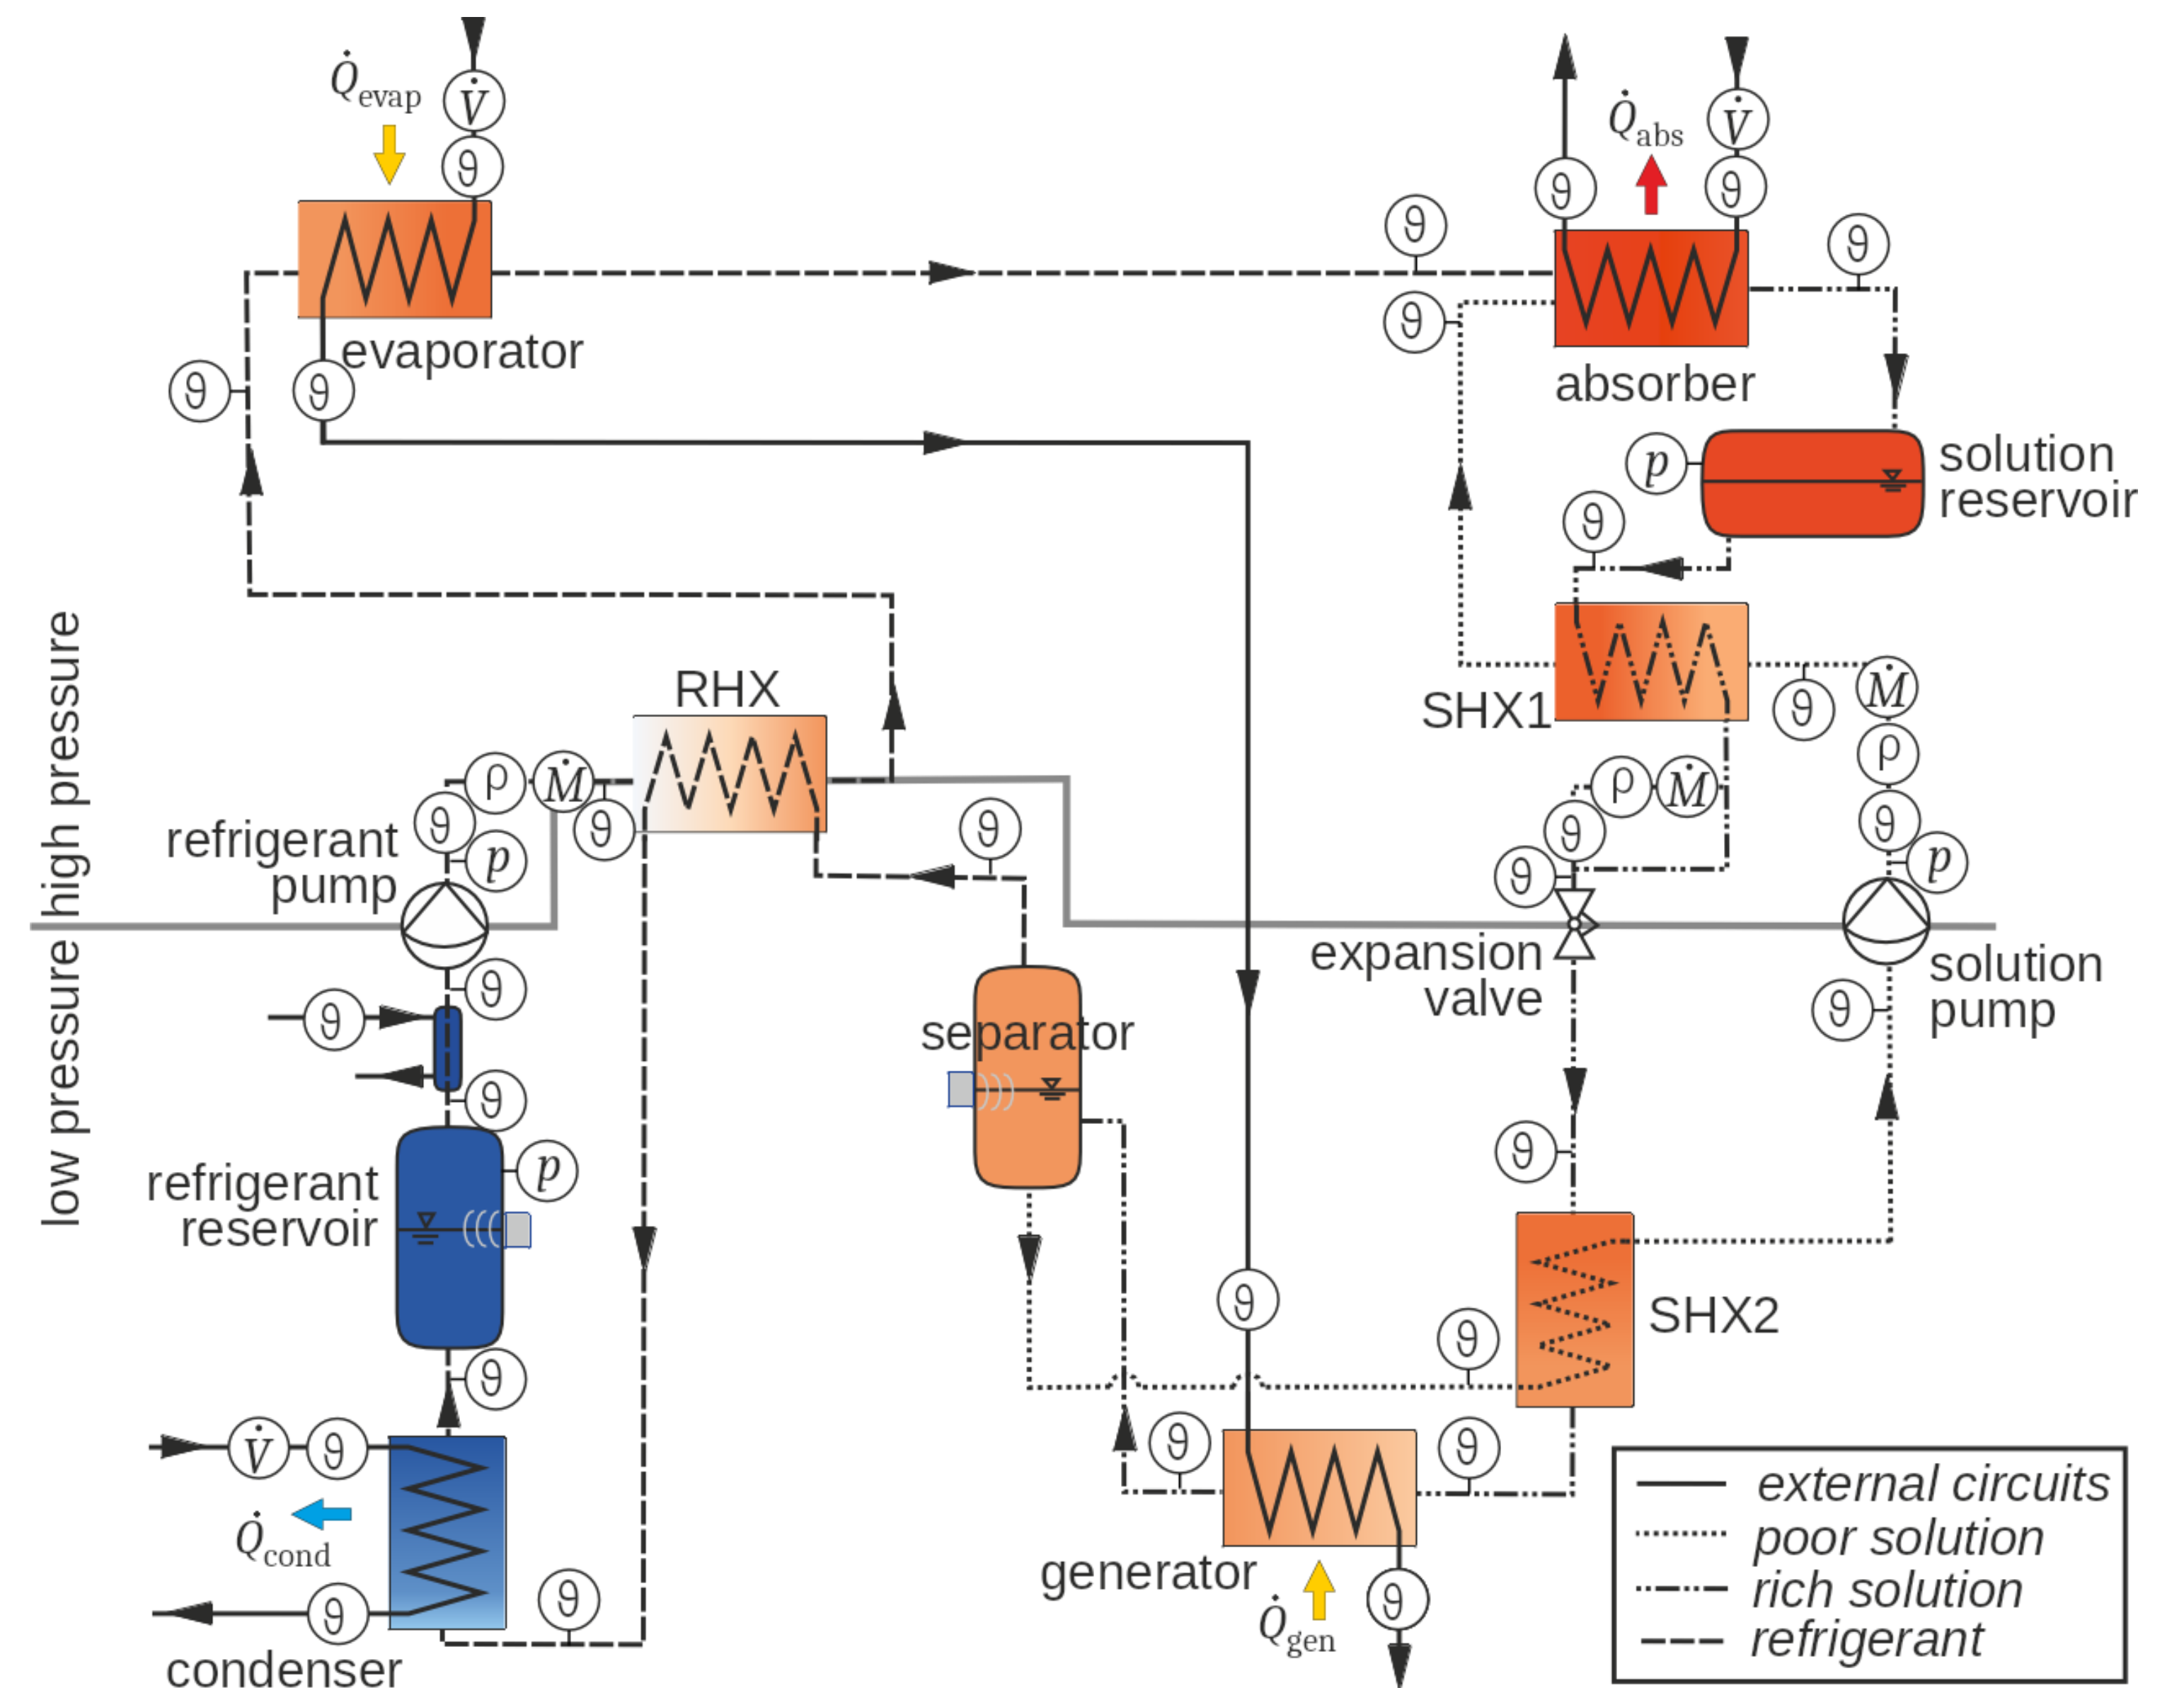 Q̇evap
V̇
ϑ
evaporator
ϑ
ϑ
Q̇abs
V̇
ϑ
ϑ
ϑ
ϑ
ϑ
absorber
p
solution
reservoir
ϑ
SHX1
ϑ
Ṁ
ρ
ϑ
p
ρ
Ṁ
ϑ
ϑ
expansion
valve
solution
pump
ϑ
high pressure
low pressure
RHX
ρ
Ṁ
ϑ
ϑ
p
refrigerant
pump
ϑ
ϑ
ϑ
ϑ
separator
refrigerant
reservoir
p
ϑ
ϑ
ϑ
SHX2
ϑ
V̇
ϑ
Q̇cond
ϑ
condenser
ϑ
ϑ
ϑ
generator
Q̇gen
ϑ
external circuits
poor solution
rich solution
refrigerant